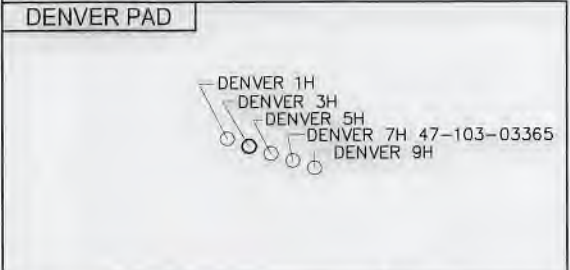 DENVER PAD
DENVER 1H
DENVER 3H
DENVER 5H
DENVER 7H 47-103-03365
DENVER 9H